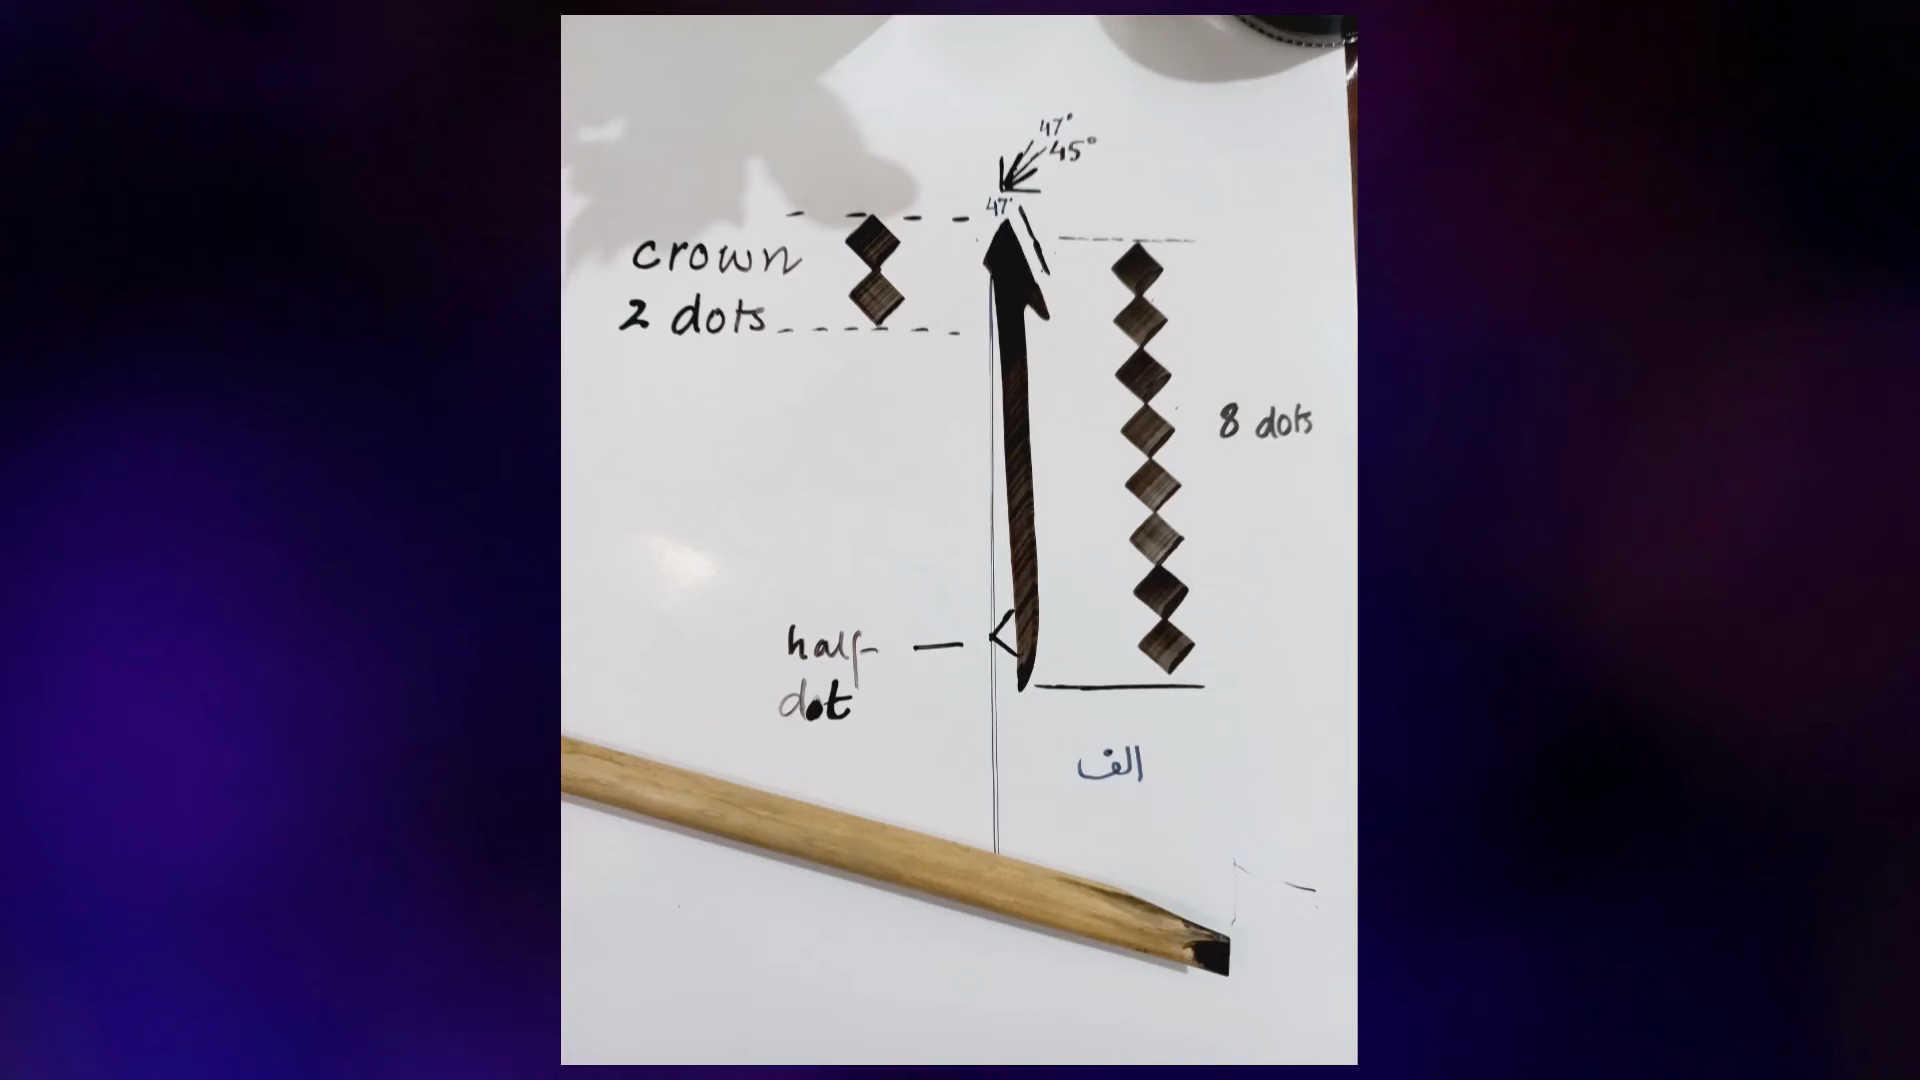 47°
45°
47°
crown
2 dots
8 dots
half
dot
الف